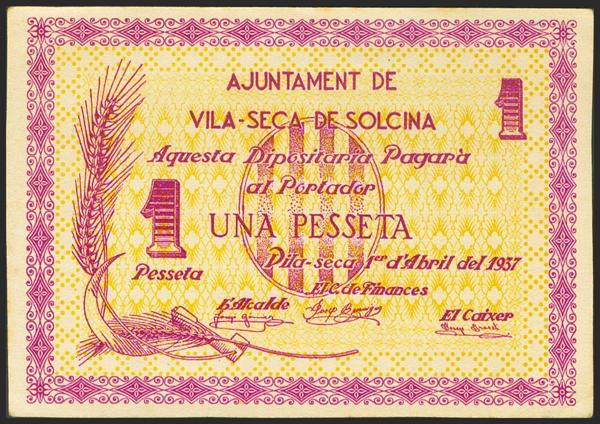 AJUNTAMENT DE
VILA-SECA DE SOLCINA
1
Aquesta Dipositaria Pagarà
al Portador
1
UNA PESSETA
Pesseta
Vila-seca 1er d'Abril del 1937
El C. de Finances
L'Alcalde
El Caixer